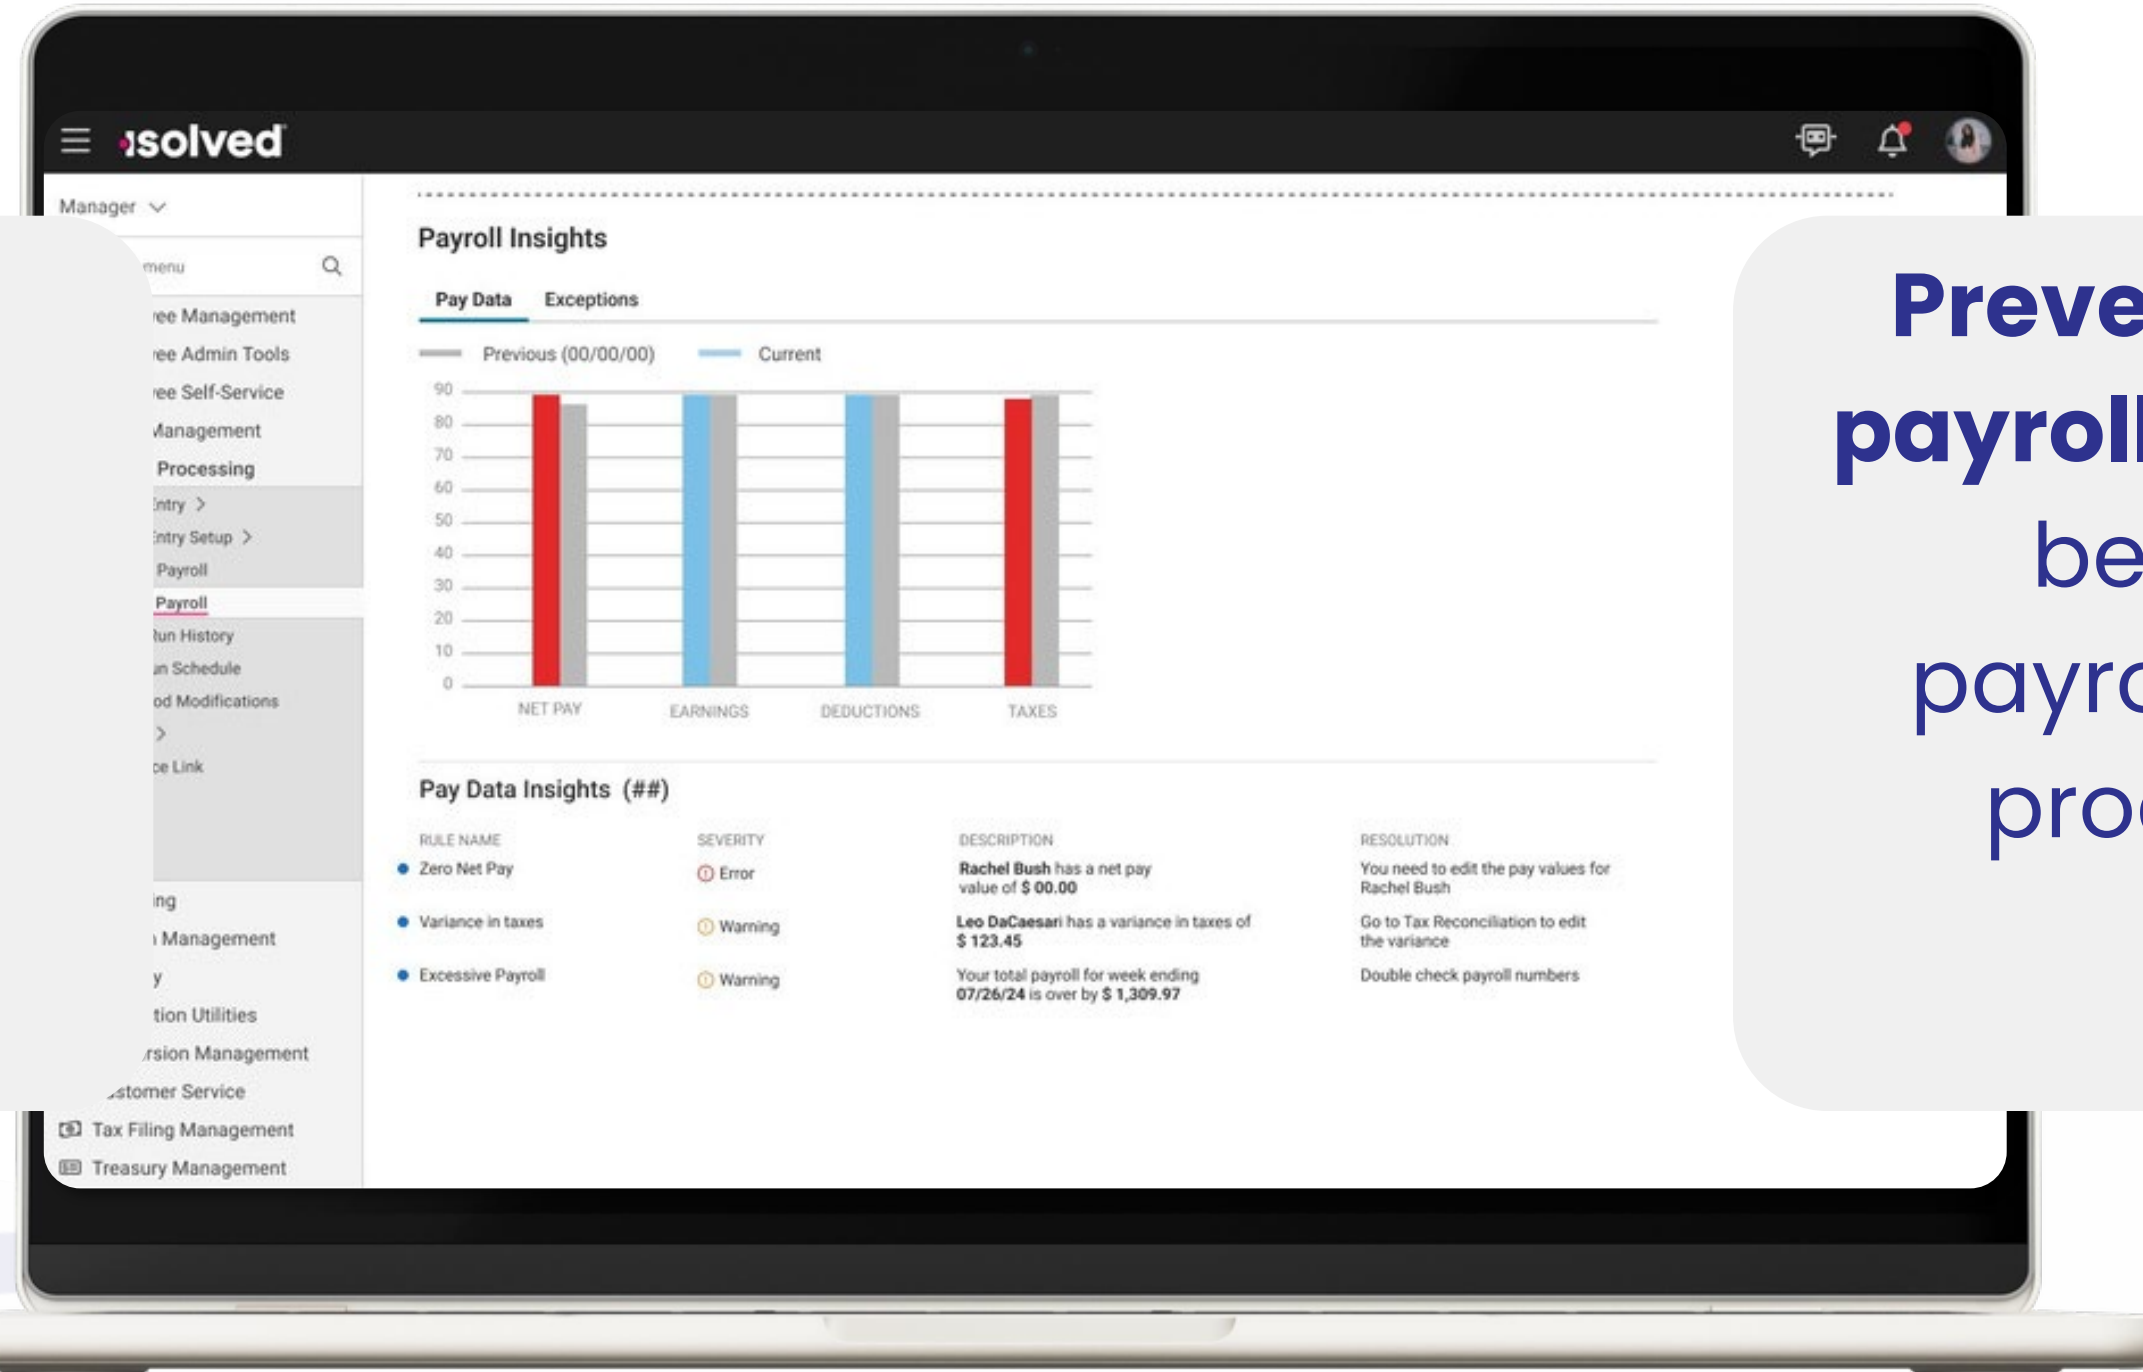 isolved
Manager
menu
ee Management
ee Admin Tools
ee Self-Service
Management
Processing
Entry >
Entry Setup >
Payroll
Payroll
Run History
un Schedule
od Modifications
>
ce Link
ing
Management
y
tion Utilities
rsion Management
stomer Service
Tax Filing Management
Treasury Management
Payroll Insights
Pay Data Exceptions
Previous (00/00/00) Current
90
80
70
60
50
40
30
20
10
0
NET PAY EARNINGS DEDUCTIONS TAXES
Pay Data Insights (##)
RULE NAME SEVERITY DESCRIPTION RESOLUTION
Zero Net Pay Error Rachel Bush has a net pay You need to edit the pay values for
value of $ 00.00 Rachel Bush
Variance in taxes Warning Leo DaCaesari has a variance in taxes of Go to Tax Reconciliation to edit
$ 123.45 the variance
Excessive Payroll Warning Your total payroll for week ending Double check payroll numbers
07/26/24 is over by $ 1,309.97
Preve
payroll
be
payro
proc